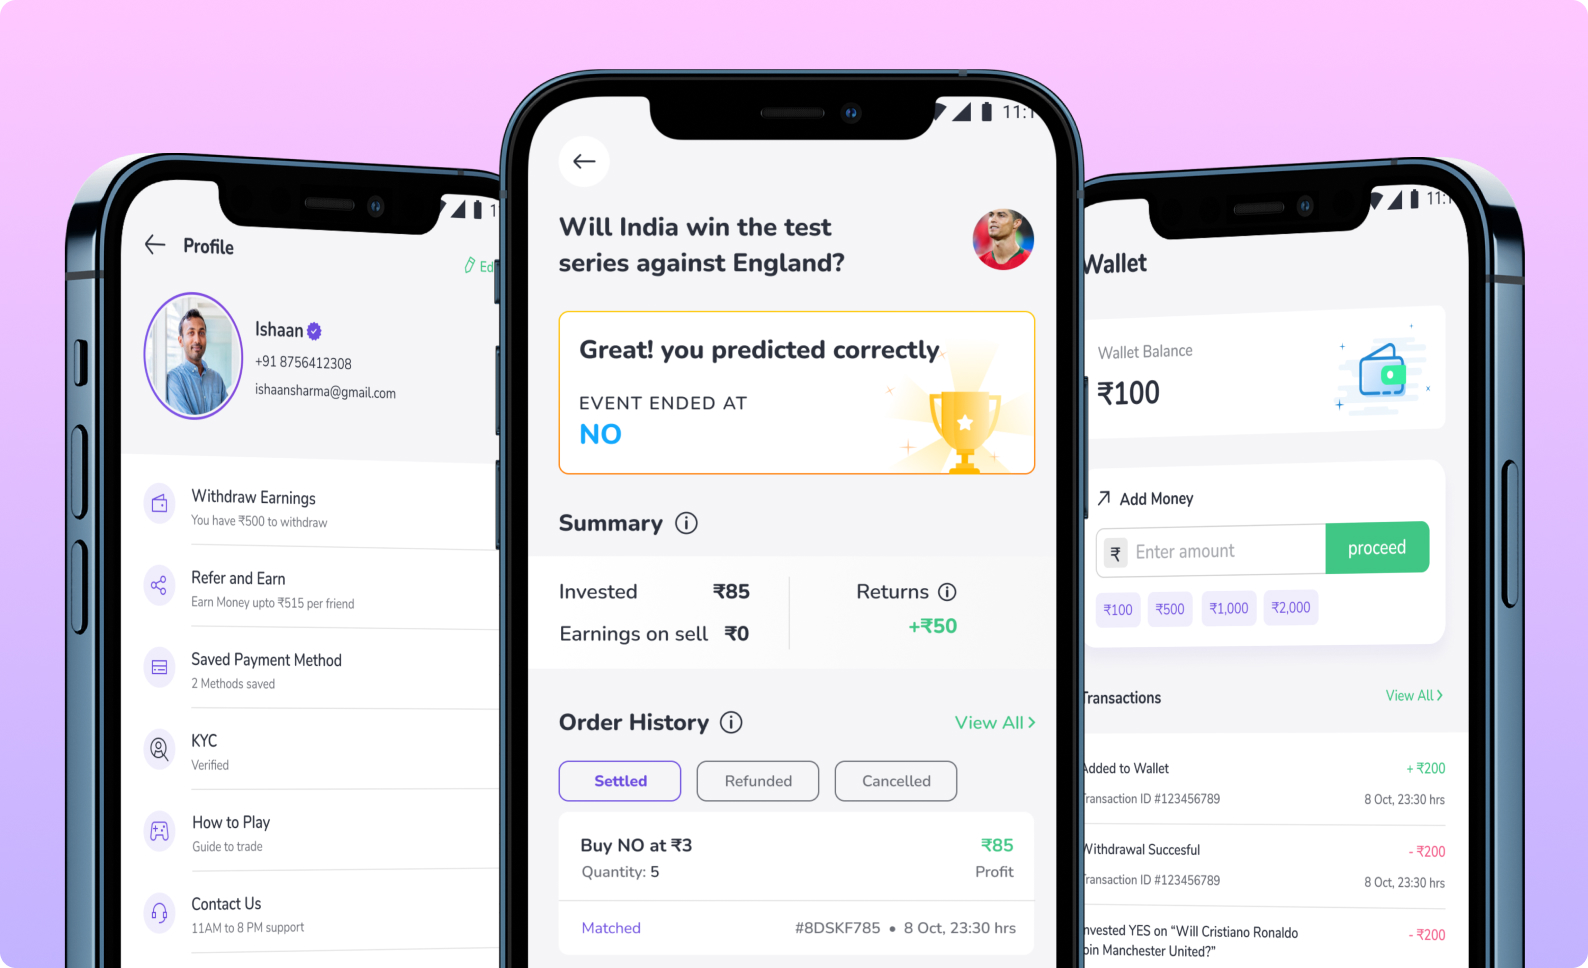 Profile
Ishaan
+91 8756412308
ishaansharma@gmail.com
Withdraw Earnings
You have ₹500 to withdraw
Refer and Earn
Earn Money upto ₹515 per friend
Saved Payment Method
2 Methods saved
KYC
Verified
How to Play
Guide to trade
Contact Us
11AM to 8 PM support
11:1
Will India win the test
series against England?
Great! you predicted correctly
EVENT ENDED AT
NO
Summary
Invested ₹85
Earnings on sell ₹0
Returns
+₹50
Order History
View All
Settled
Refunded
Cancelled
Buy NO at ₹3
₹85
Quantity: 5
Profit
Matched
#8DSKF785 • 8 Oct, 23:30 hrs
11:1
Wallet
Wallet Balance
₹100
Add Money
₹ Enter amount
proceed
₹100
₹500
₹1,000
₹2,000
Transactions
View All
Added to Wallet
+ ₹200
Transaction ID #123456789
8 Oct, 23:30 hrs
Withdrawal Succesful
- ₹200
Transaction ID #123456789
8 Oct, 23:30 hrs
Invested YES on “Will Cristiano Ronaldo
join Manchester United?”
- ₹200